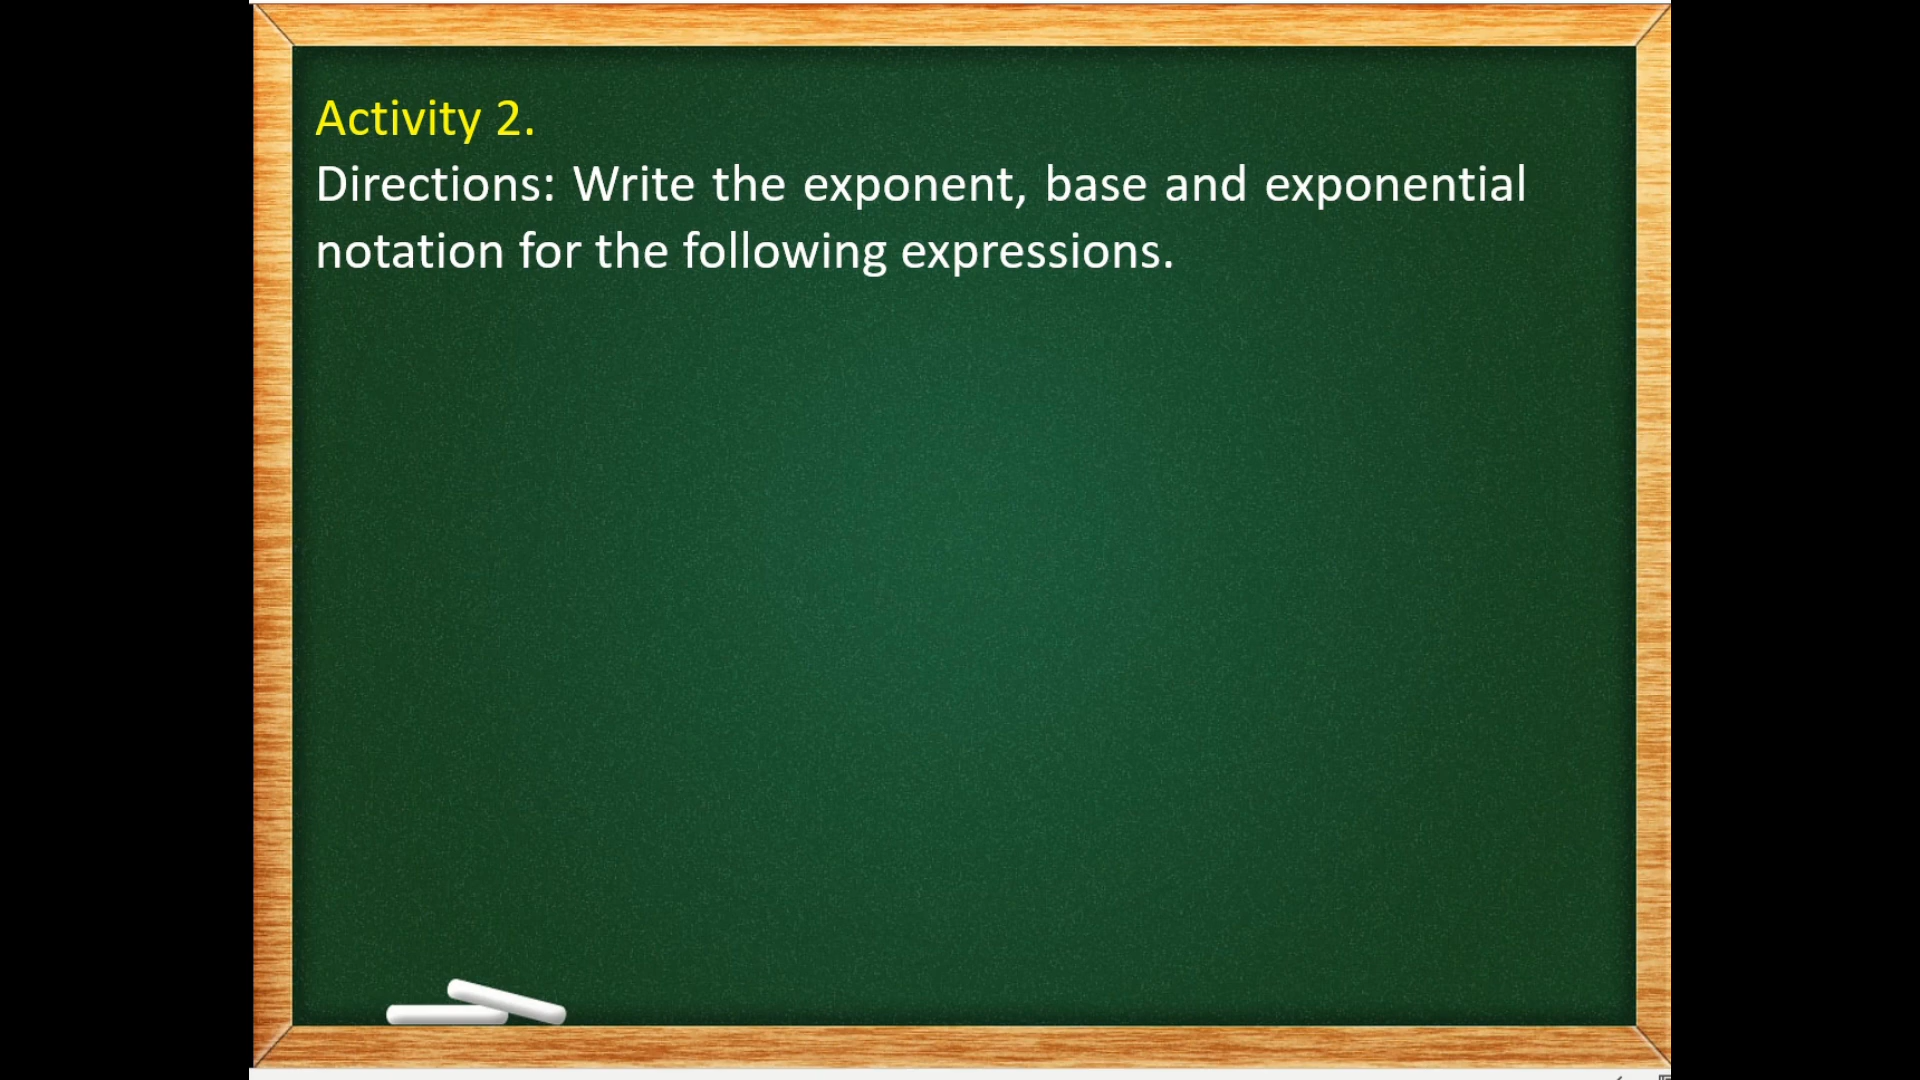 Activity 2.
Directions: Write the exponent, base and exponential
notation for the following expressions.